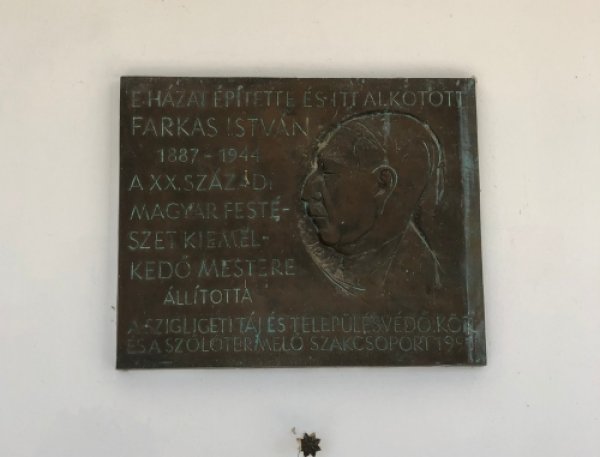 E HÁZAT ÉPÍTETTE ÉS ITT ALKOTOTT
FARKAS ISTVÁN
1887-1944
A XX. SZÁZADI
MAGYAR FESTÉ-
SZET KIEMEL-
KEDŐ MESTERE
ÁLLÍTOTTA
A SZIGLIGETI TÁJ ÉS TELEPÜLÉSVÉDŐ KÖR
ÉS A SZŐLŐTERMELŐ SZAKCSOPORT